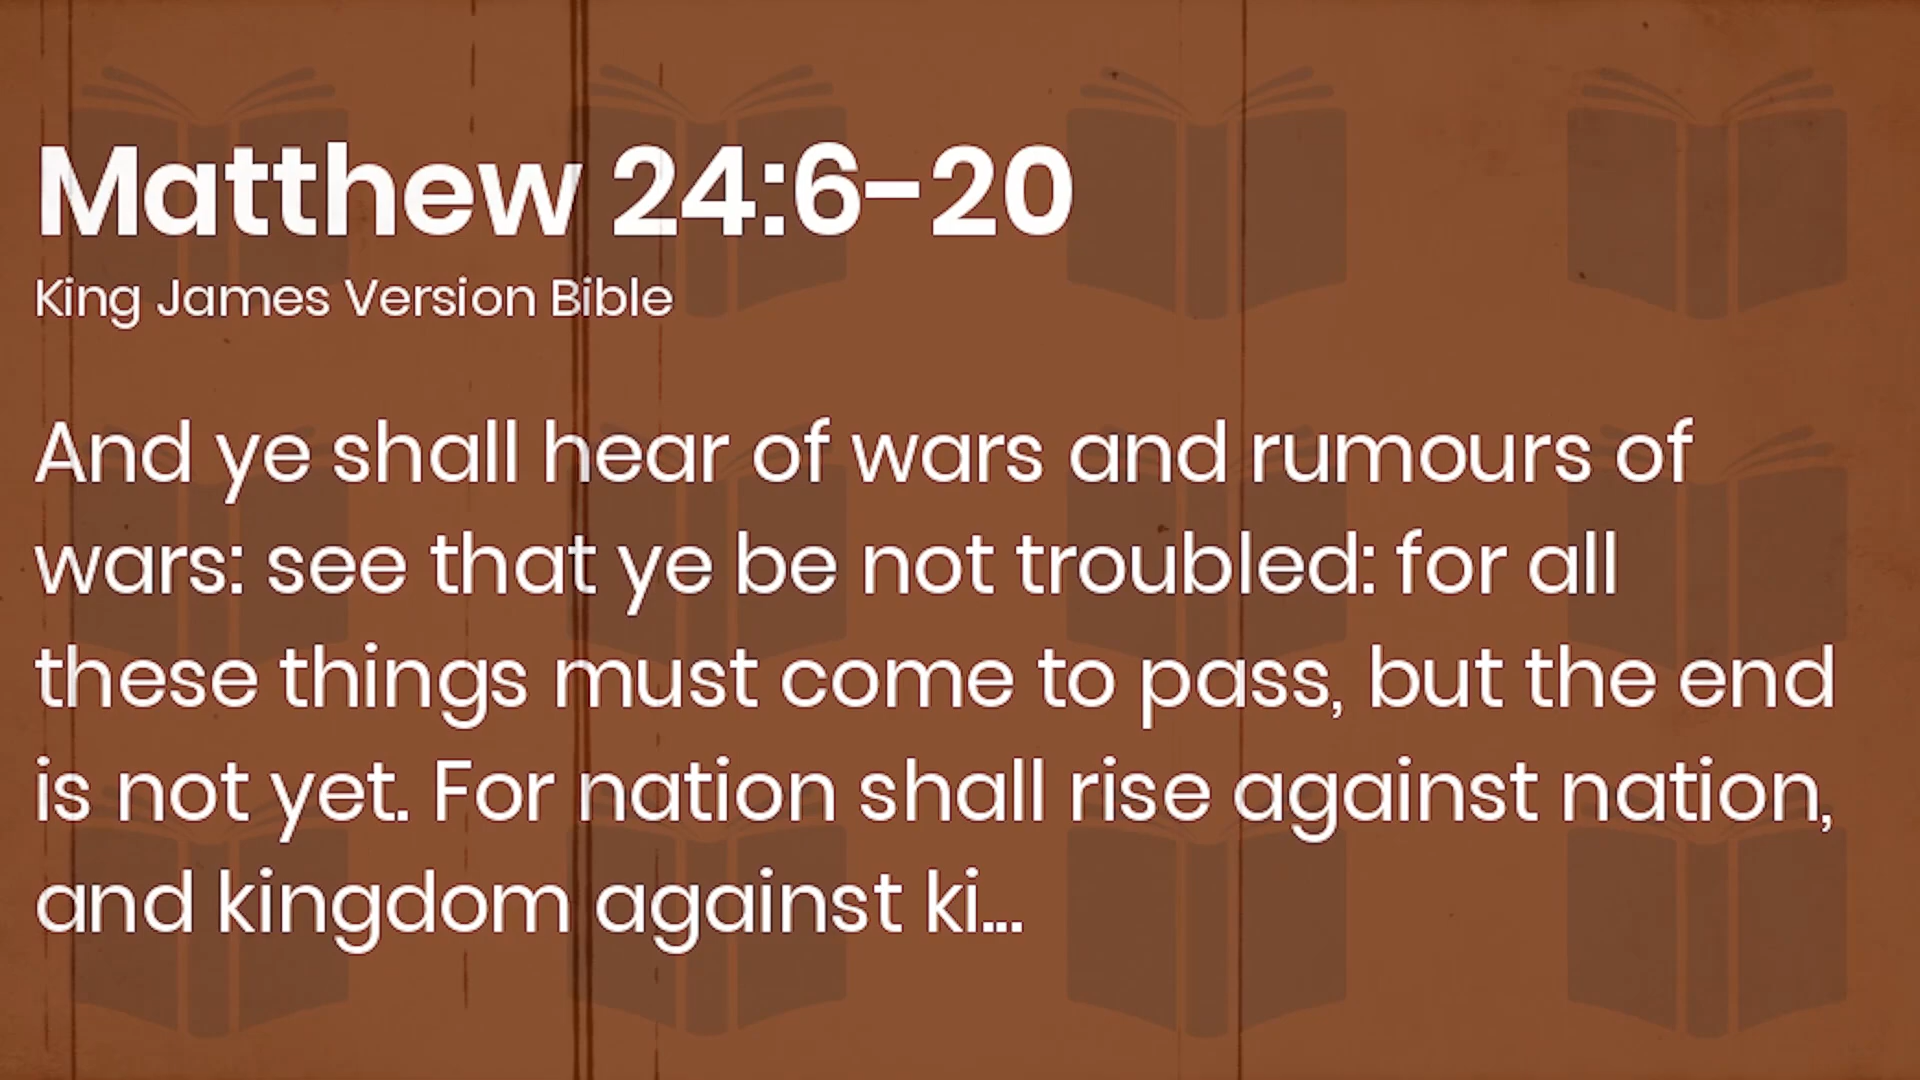 Matthew 24:6-20
King James Version Bible
And ye shall hear of wars and rumours of
wars: see that ye be not troubled: for all
these things must come to pass, but the end
is not yet. For nation shall rise against nation,
and kingdom against ki...